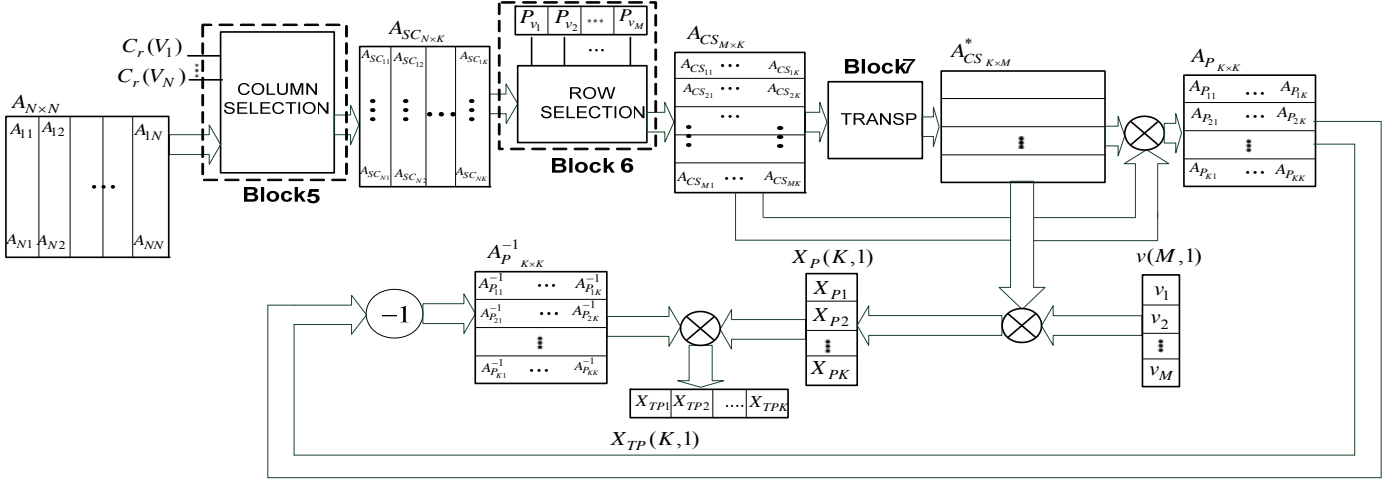 A_{N×N}
A_{11} A_{12} A_{1N}
...
A_{N1} A_{N2} A_{NN}
C_r(V_1)
C_r(V_N)
COLUMN
SELECTION
Block5
A_{SC_{N×K}}
A_{SC_{11}} A_{SC_{12}} A_{SC_{1K}}
...
A_{SC_{N1}} A_{SC_{N2}} A_{SC_{NK}}
P_{v_1} P_{v_2} ... P_{v_M}
...
ROW
SELECTION
Block 6
A_{CS_{M×K}}
A_{CS_{11}} ... A_{CS_{1K}}
A_{CS_{21}} A_{CS_{2K}}
...
A_{CS_{M1}} ... A_{CS_{MK}}
Block7
TRANSP
A^*_{CS_{K×M}}
A_{P_{K×K}}
A_{P_{11}} ... A_{P_{1K}}
A_{P_{21}} ... A_{P_{2K}}
A_{P_{K1}} ... A_{P_{KK}}
−1
A_P^{-1}_{K×K}
A^{-1}_{P_{11}} ... A^{-1}_{P_{1K}}
A^{-1}_{P_{21}} ... A^{-1}_{P_{2K}}
A^{-1}_{P_{K1}} ... A^{-1}_{P_{KK}}
X_P(K,1)
X_{P1}
X_{P2}
X_{PK}
v(M,1)
v_1
v_2
v_M
X_{TP1} X_{TP2} .... X_{TPK}
X_{TP}(K,1)